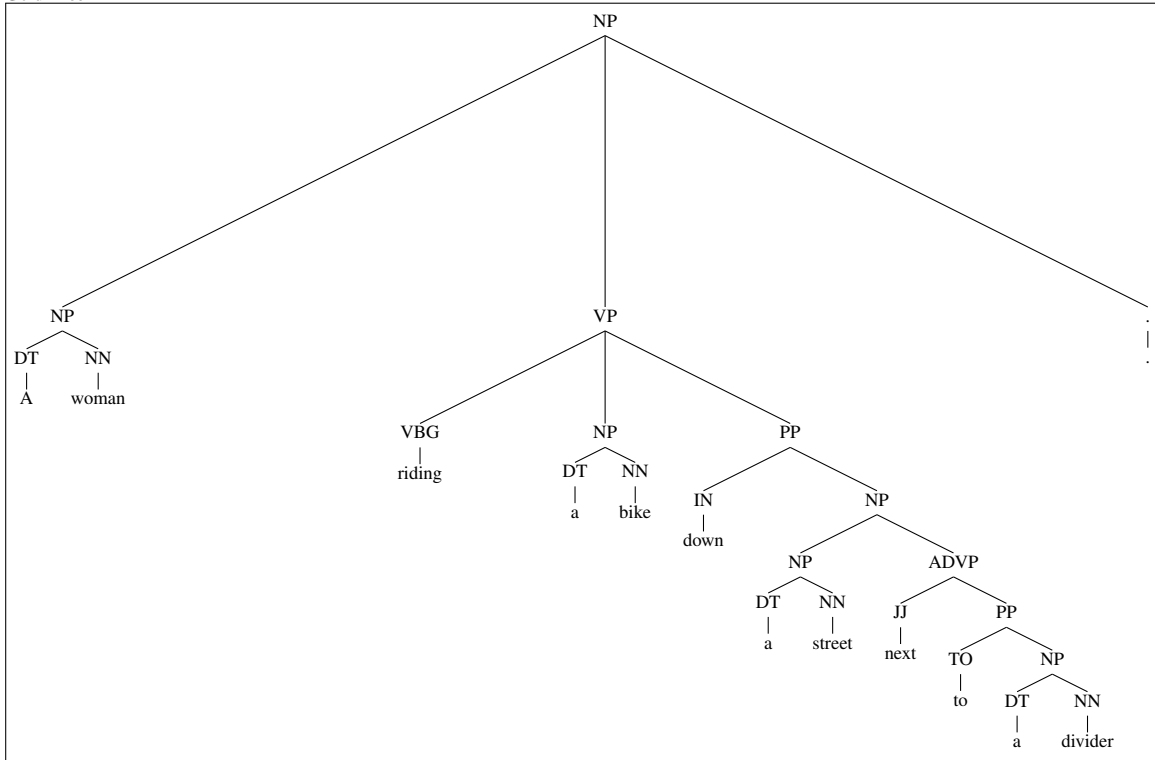 NP
NP VP .
DT NN .
A woman
VBG NP PP
riding DT NN
a bike IN NP
down
NP ADVP
DT NN JJ PP
a street next
TO NP
to
DT NN
a divider